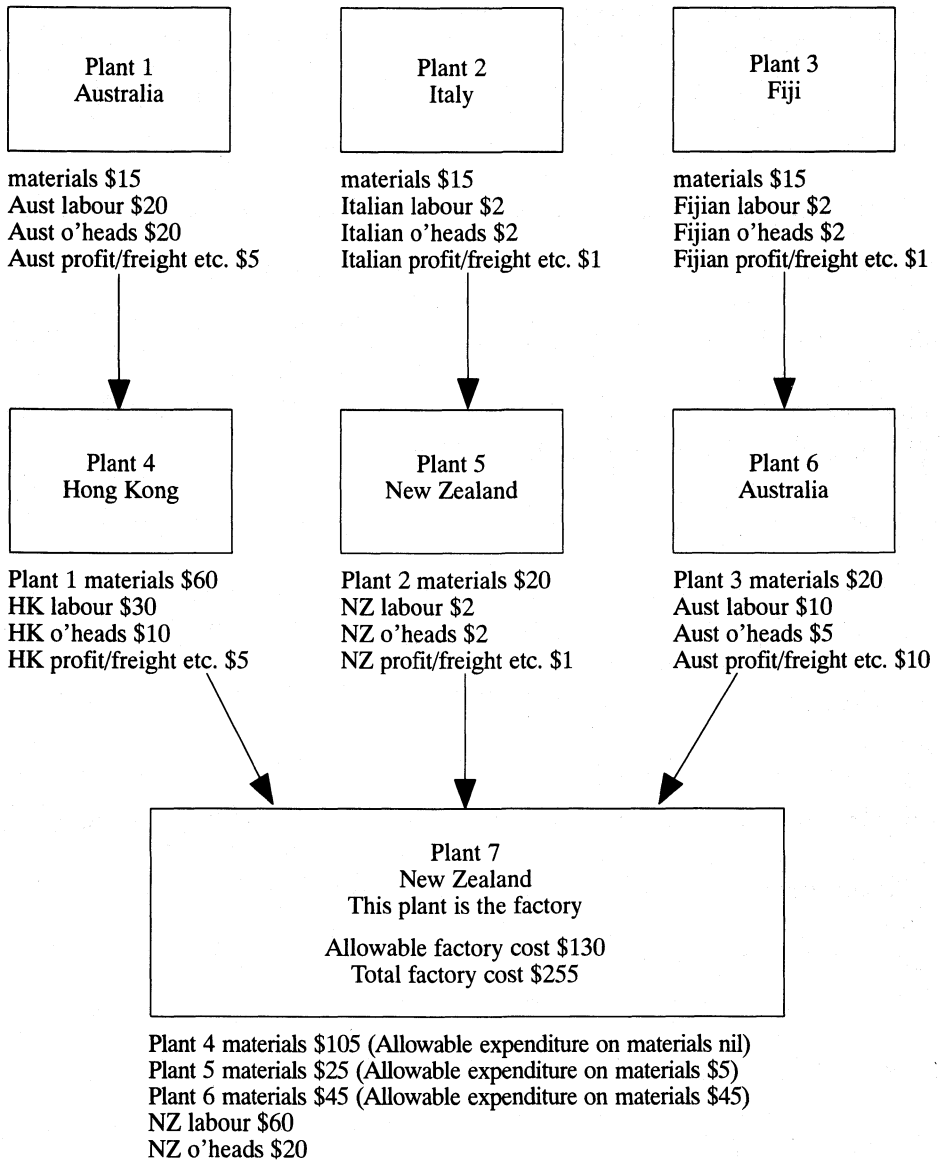 Plant 1
Australia
Plant 2
Italy
Plant 3
Fiji
materials $15
Aust labour $20
Aust o'heads $20
Aust profit/freight etc. $5
materials $15
Italian labour $2
Italian o'heads $2
Italian profit/freight etc. $1
materials $15
Fijian labour $2
Fijian o'heads $2
Fijian profit/freight etc. $1
Plant 4
Hong Kong
Plant 5
New Zealand
Plant 6
Australia
Plant 1 materials $60
HK labour $30
HK o'heads $10
HK profit/freight etc. $5
Plant 2 materials $20
NZ labour $2
NZ o'heads $2
NZ profit/freight etc. $1
Plant 3 materials $20
Aust labour $10
Aust o'heads $5
Aust profit/freight etc. $10
Plant 7
New Zealand
This plant is the factory
Allowable factory cost $130
Total factory cost $255
Plant 4 materials $105 (Allowable expenditure on materials nil)
Plant 5 materials $25 (Allowable expenditure on materials $5)
Plant 6 materials $45 (Allowable expenditure on materials $45)
NZ labour $60
NZ o'heads $20